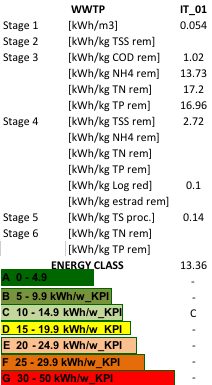 WWTP IT_01
Stage 1 [kWh/m3] 0.054
Stage 2 [kWh/kg TSS rem]
Stage 3 [kWh/kg COD rem] 1.02
[kWh/kg NH4 rem] 13.73
[kWh/kg TN rem] 17.2
[kWh/kg TP rem] 16.96
Stage 4 [kWh/kg TSS rem] 2.72
[kWh/kg NH4 rem]
[kWh/kg TN rem]
[kWh/kg TP rem]
[kWh/kg Log red] 0.1
[kWh/kg estrad rem]
Stage 5 [kWh/kg TS proc.] 0.14
Stage 6 [kWh/kg TN rem]
[kWh/kg TP rem]
ENERGY CLASS 13.36
A 0 - 4.9 -
B 5 - 9.9 kWh/w_KPI -
C 10 - 14.9 kWh/w_KPI C
D 15 - 19.9 kWh/w_KPI -
E 20 - 24.9 kWh/w_KPI -
F 25 - 29.9 kWh/w_KPI -
G 30 - 50 kWh/w_KPI -